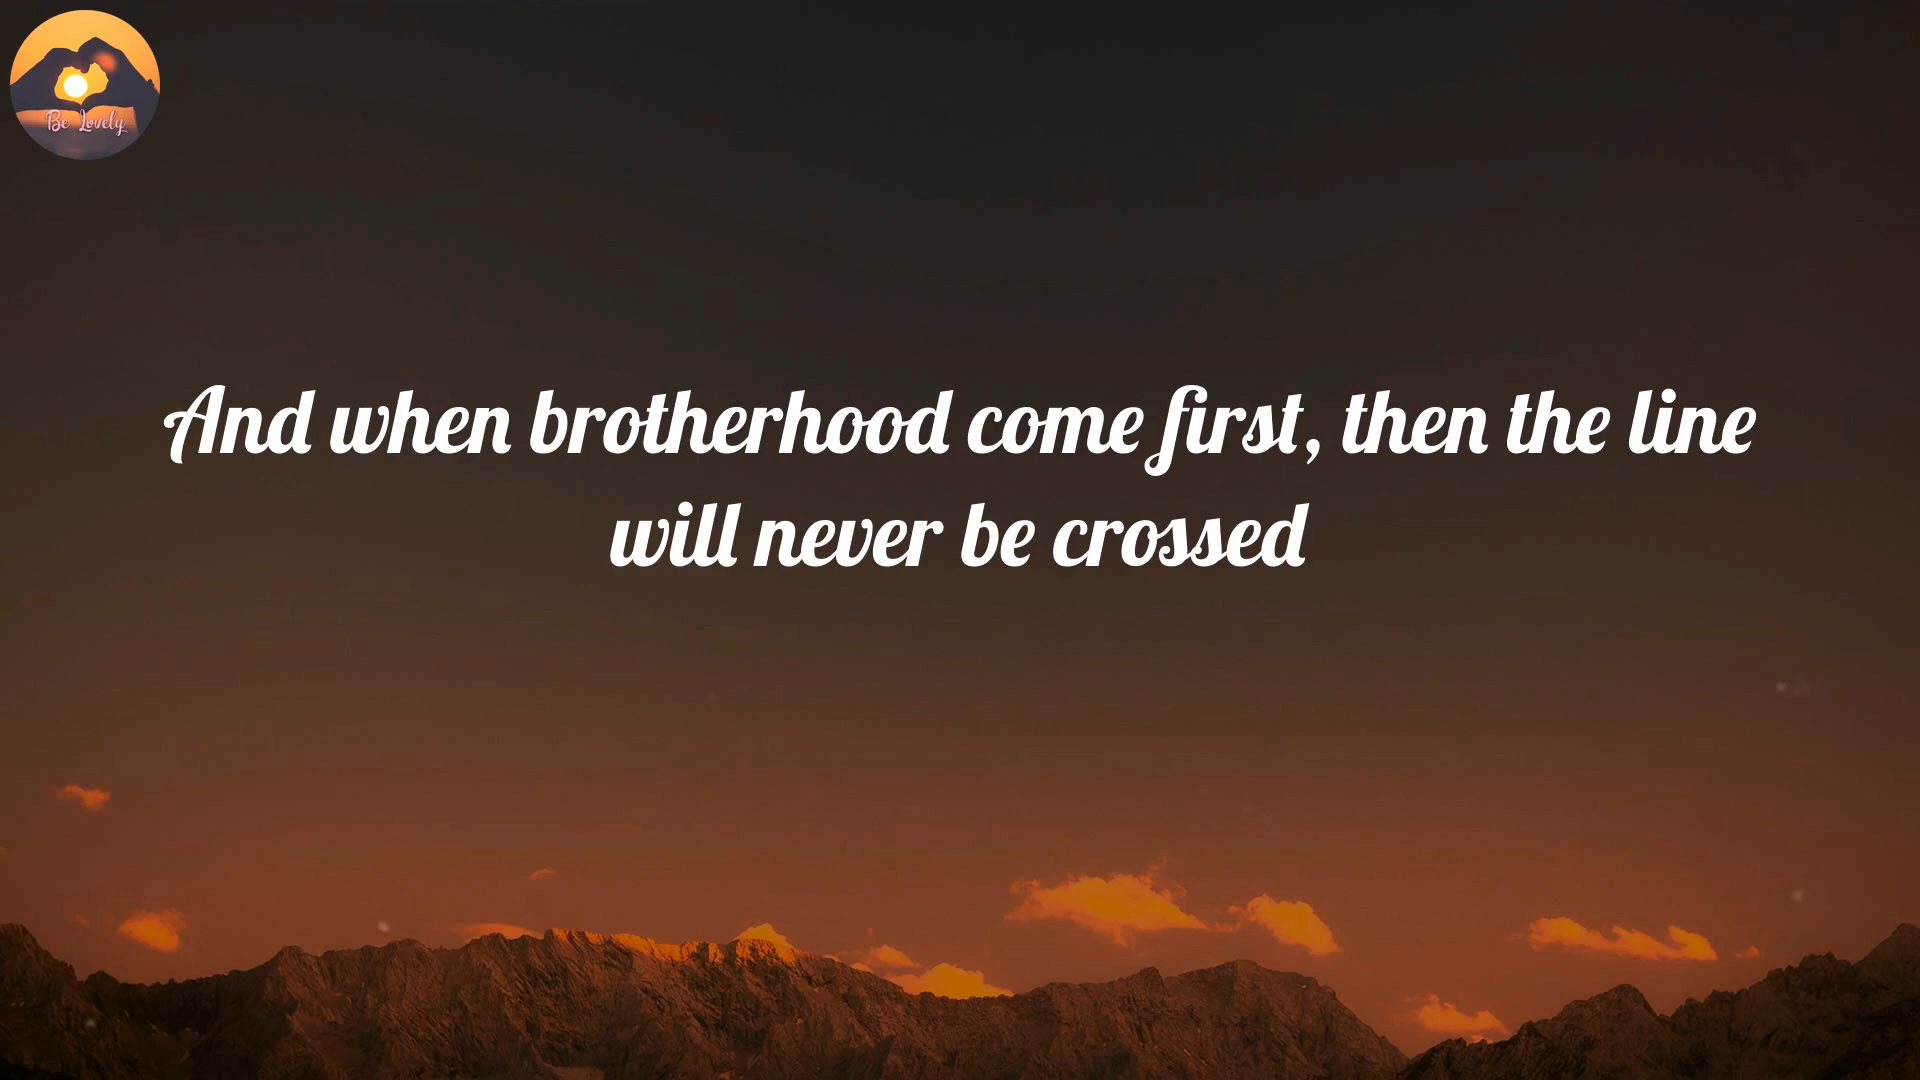 Be Lovely
And when brotherhood come first, then the line
will never be crossed